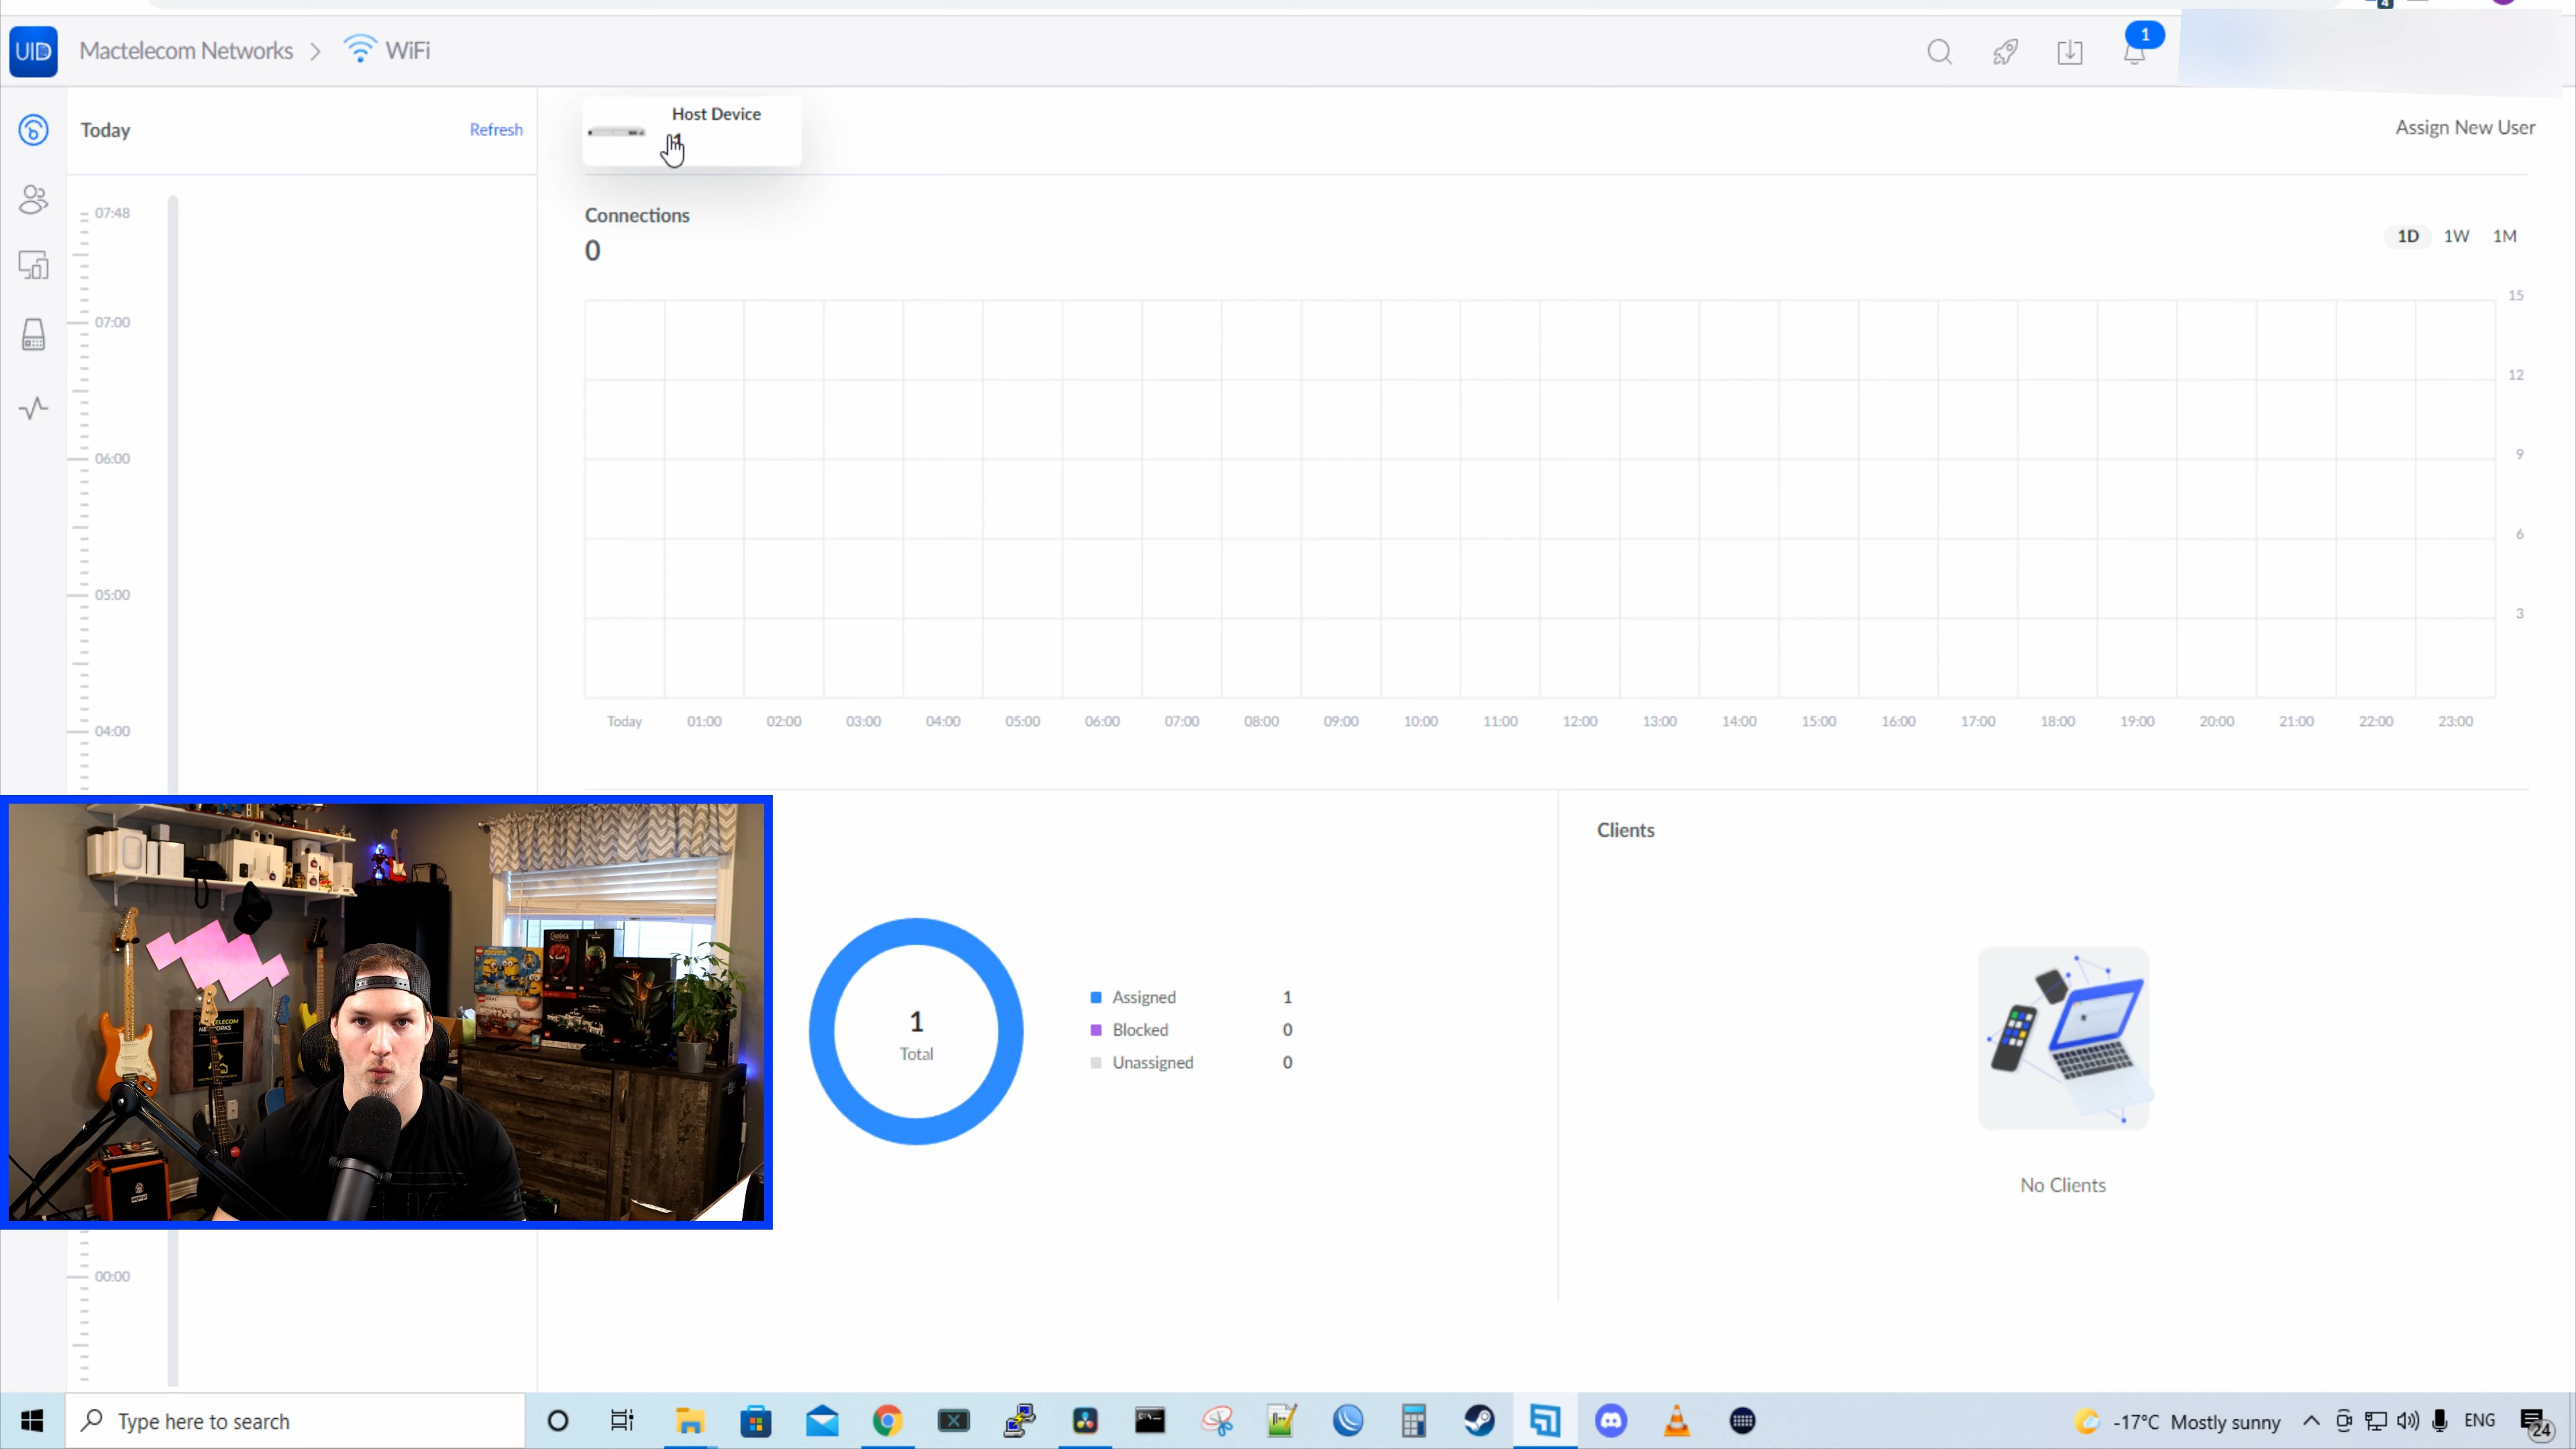 4
UID Mactelecom Networks > WiFi
1
Today
Refresh
Host Device
1
Assign New User
Connections
0
1D 1W 1M
07:48
07:00
06:00
05:00
04:00
00:00
15
12
9
6
3
Today 01:00 02:00 03:00 04:00 05:00 06:00 07:00 08:00 09:00 10:00 11:00 12:00 13:00 14:00 15:00 16:00 17:00 18:00 19:00 20:00 21:00 22:00 23:00
1
Total
Assigned 1
Blocked 0
Unassigned 0
Clients
No Clients
Type here to search
-17°C Mostly sunny
ENG
24